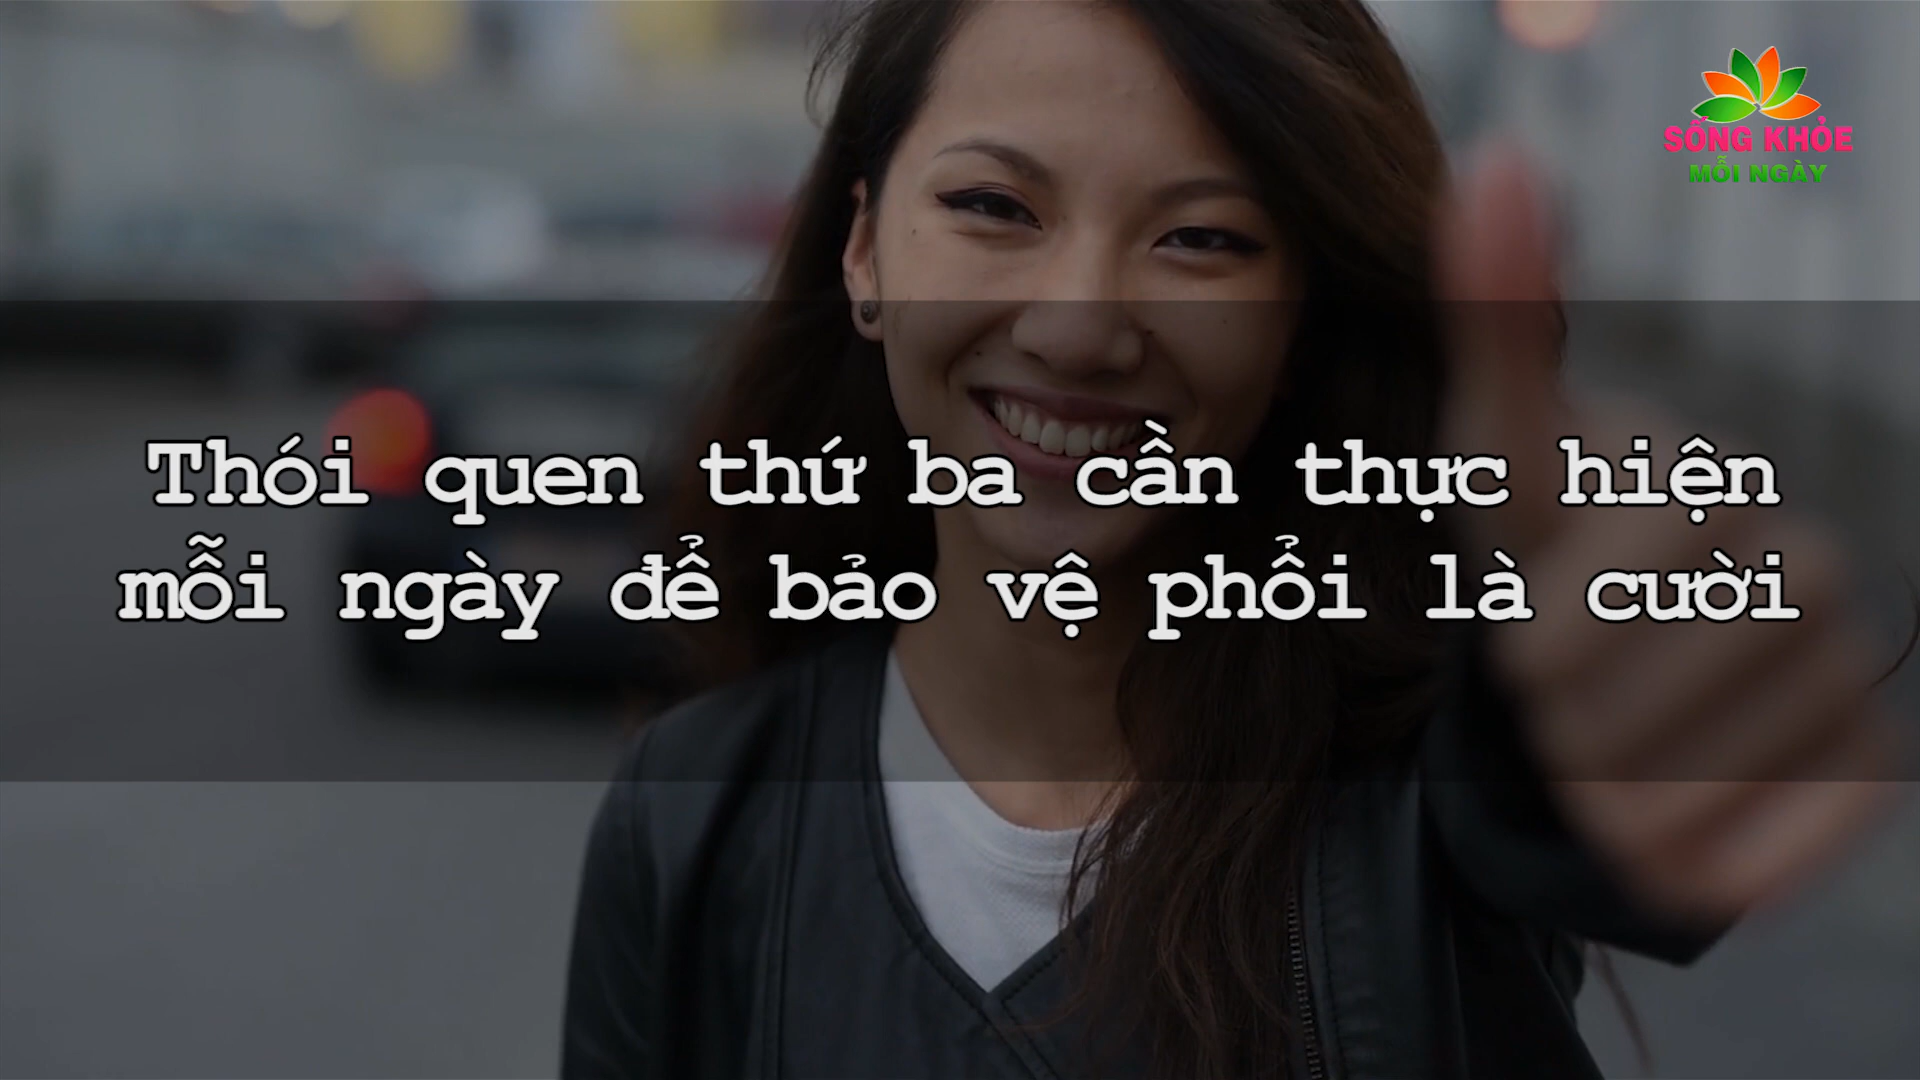 SỐNG KHỎE
MỖI NGÀY
Thói quen thứ ba cần thực hiện
mỗi ngày để bảo vệ phổi là cười